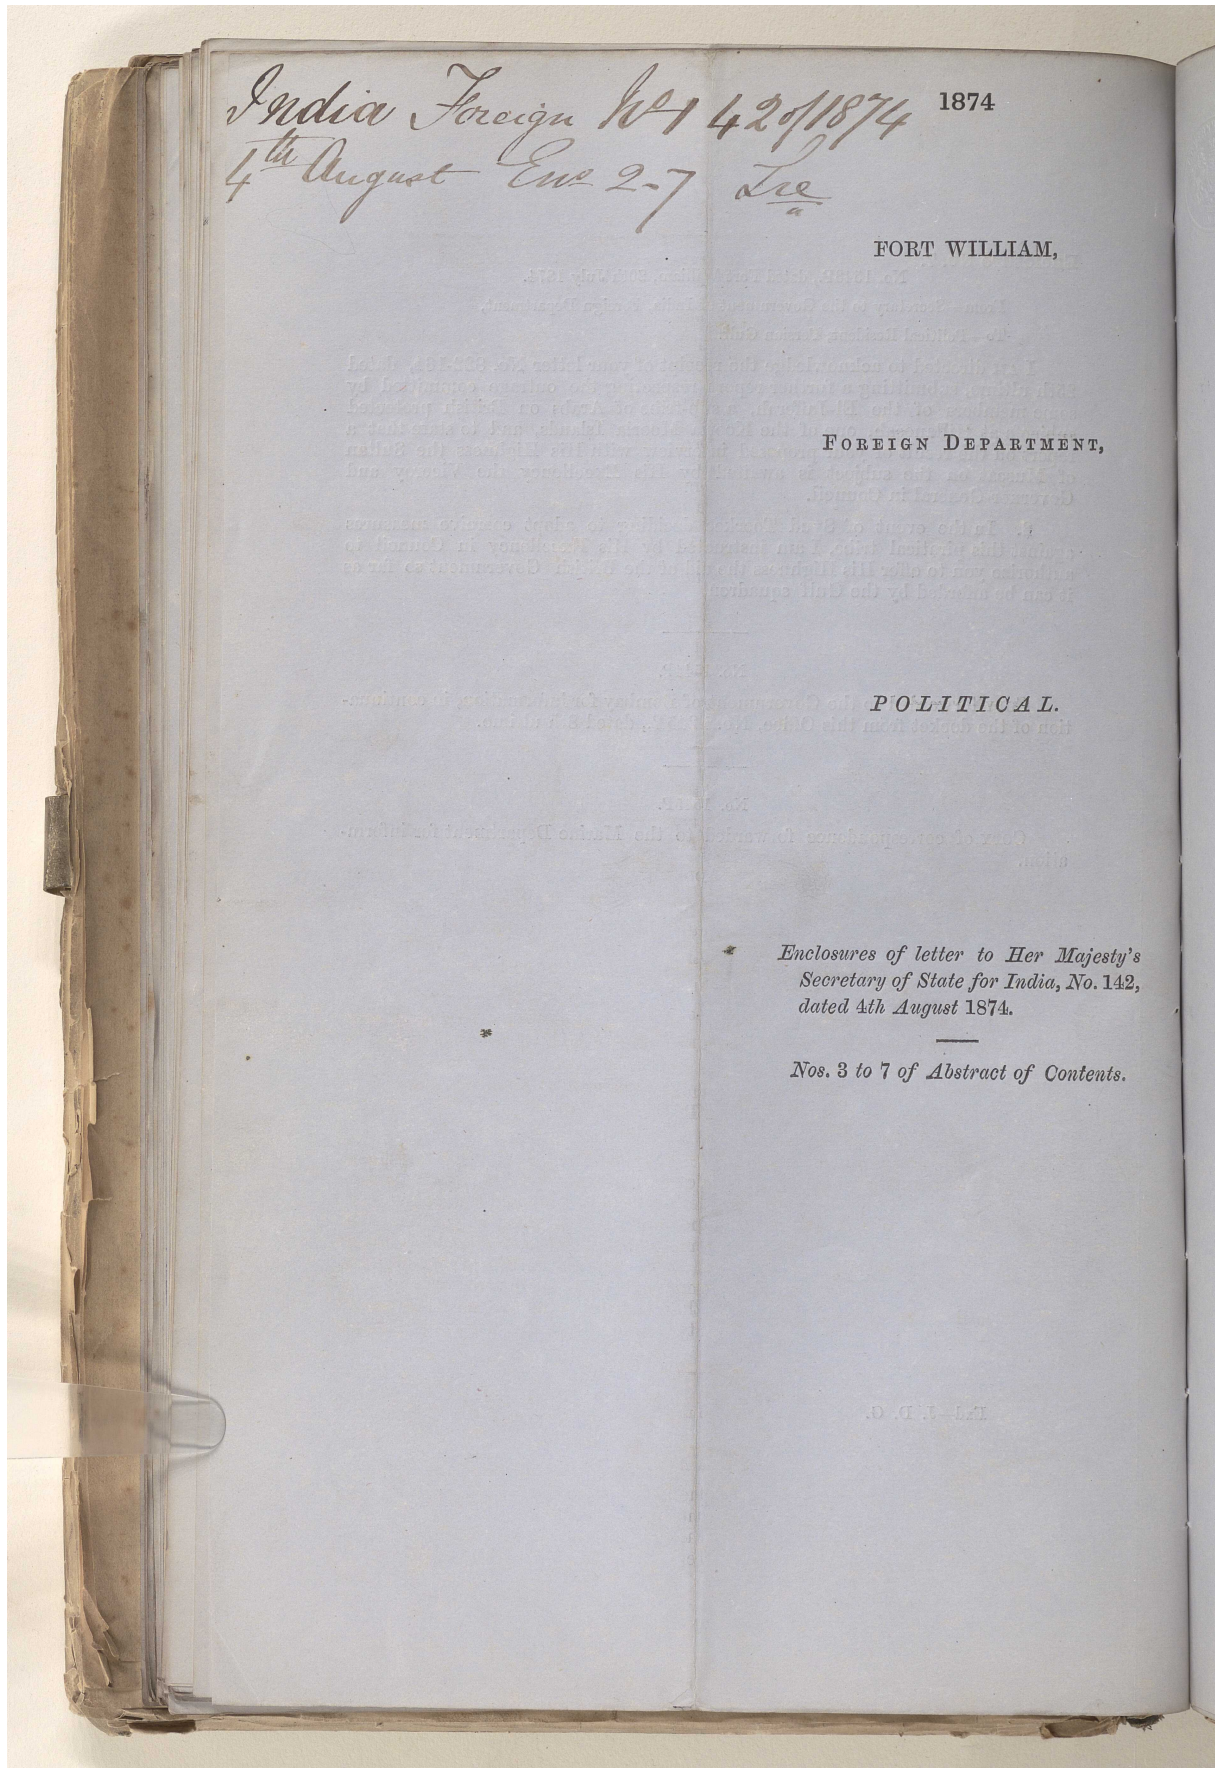 India Foreign No 142 of 1874
1874
4th August Enc 2-7
FORT WILLIAM,
FOREIGN DEPARTMENT,
POLITICAL.
Enclosures of letter to Her Majesty's
Secretary of State for India, No. 142,
dated 4th August 1874.
Nos. 3 to 7 of Abstract of Contents.